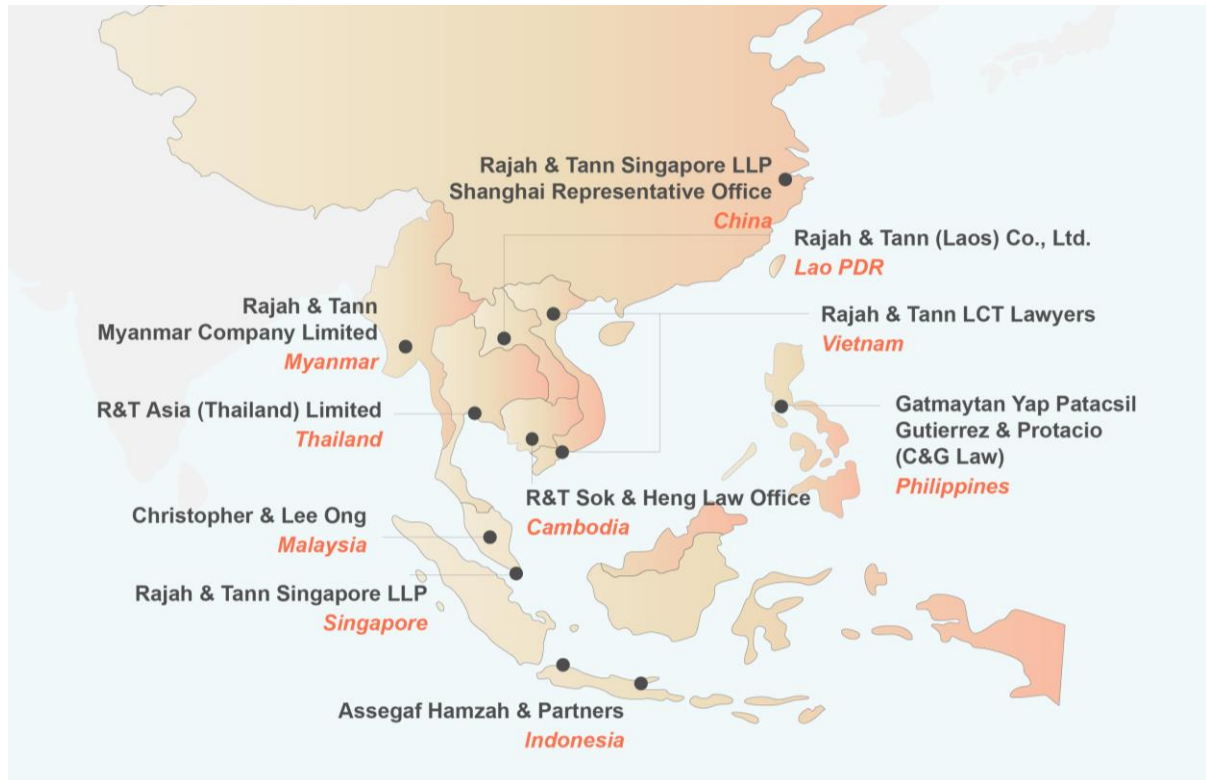 Rajah & Tann Singapore LLP
Shanghai Representative Office
China
Rajah & Tann (Laos) Co., Ltd.
Lao PDR
Rajah & Tann
Myanmar Company Limited
Myanmar
Rajah & Tann LCT Lawyers
Vietnam
R&T Asia (Thailand) Limited
Thailand
Gatmaytan Yap Patacsil
Gutierrez & Protacio
(C&G Law)
Philippines
R&T Sok & Heng Law Office
Cambodia
Christopher & Lee Ong
Malaysia
Rajah & Tann Singapore LLP
Singapore
Assegaf Hamzah & Partners
Indonesia